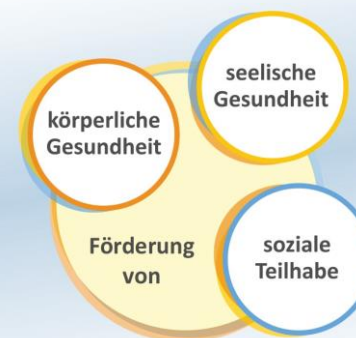 seelische
Gesundheit
körperliche
Gesundheit
Förderung
von
soziale
Teilhabe